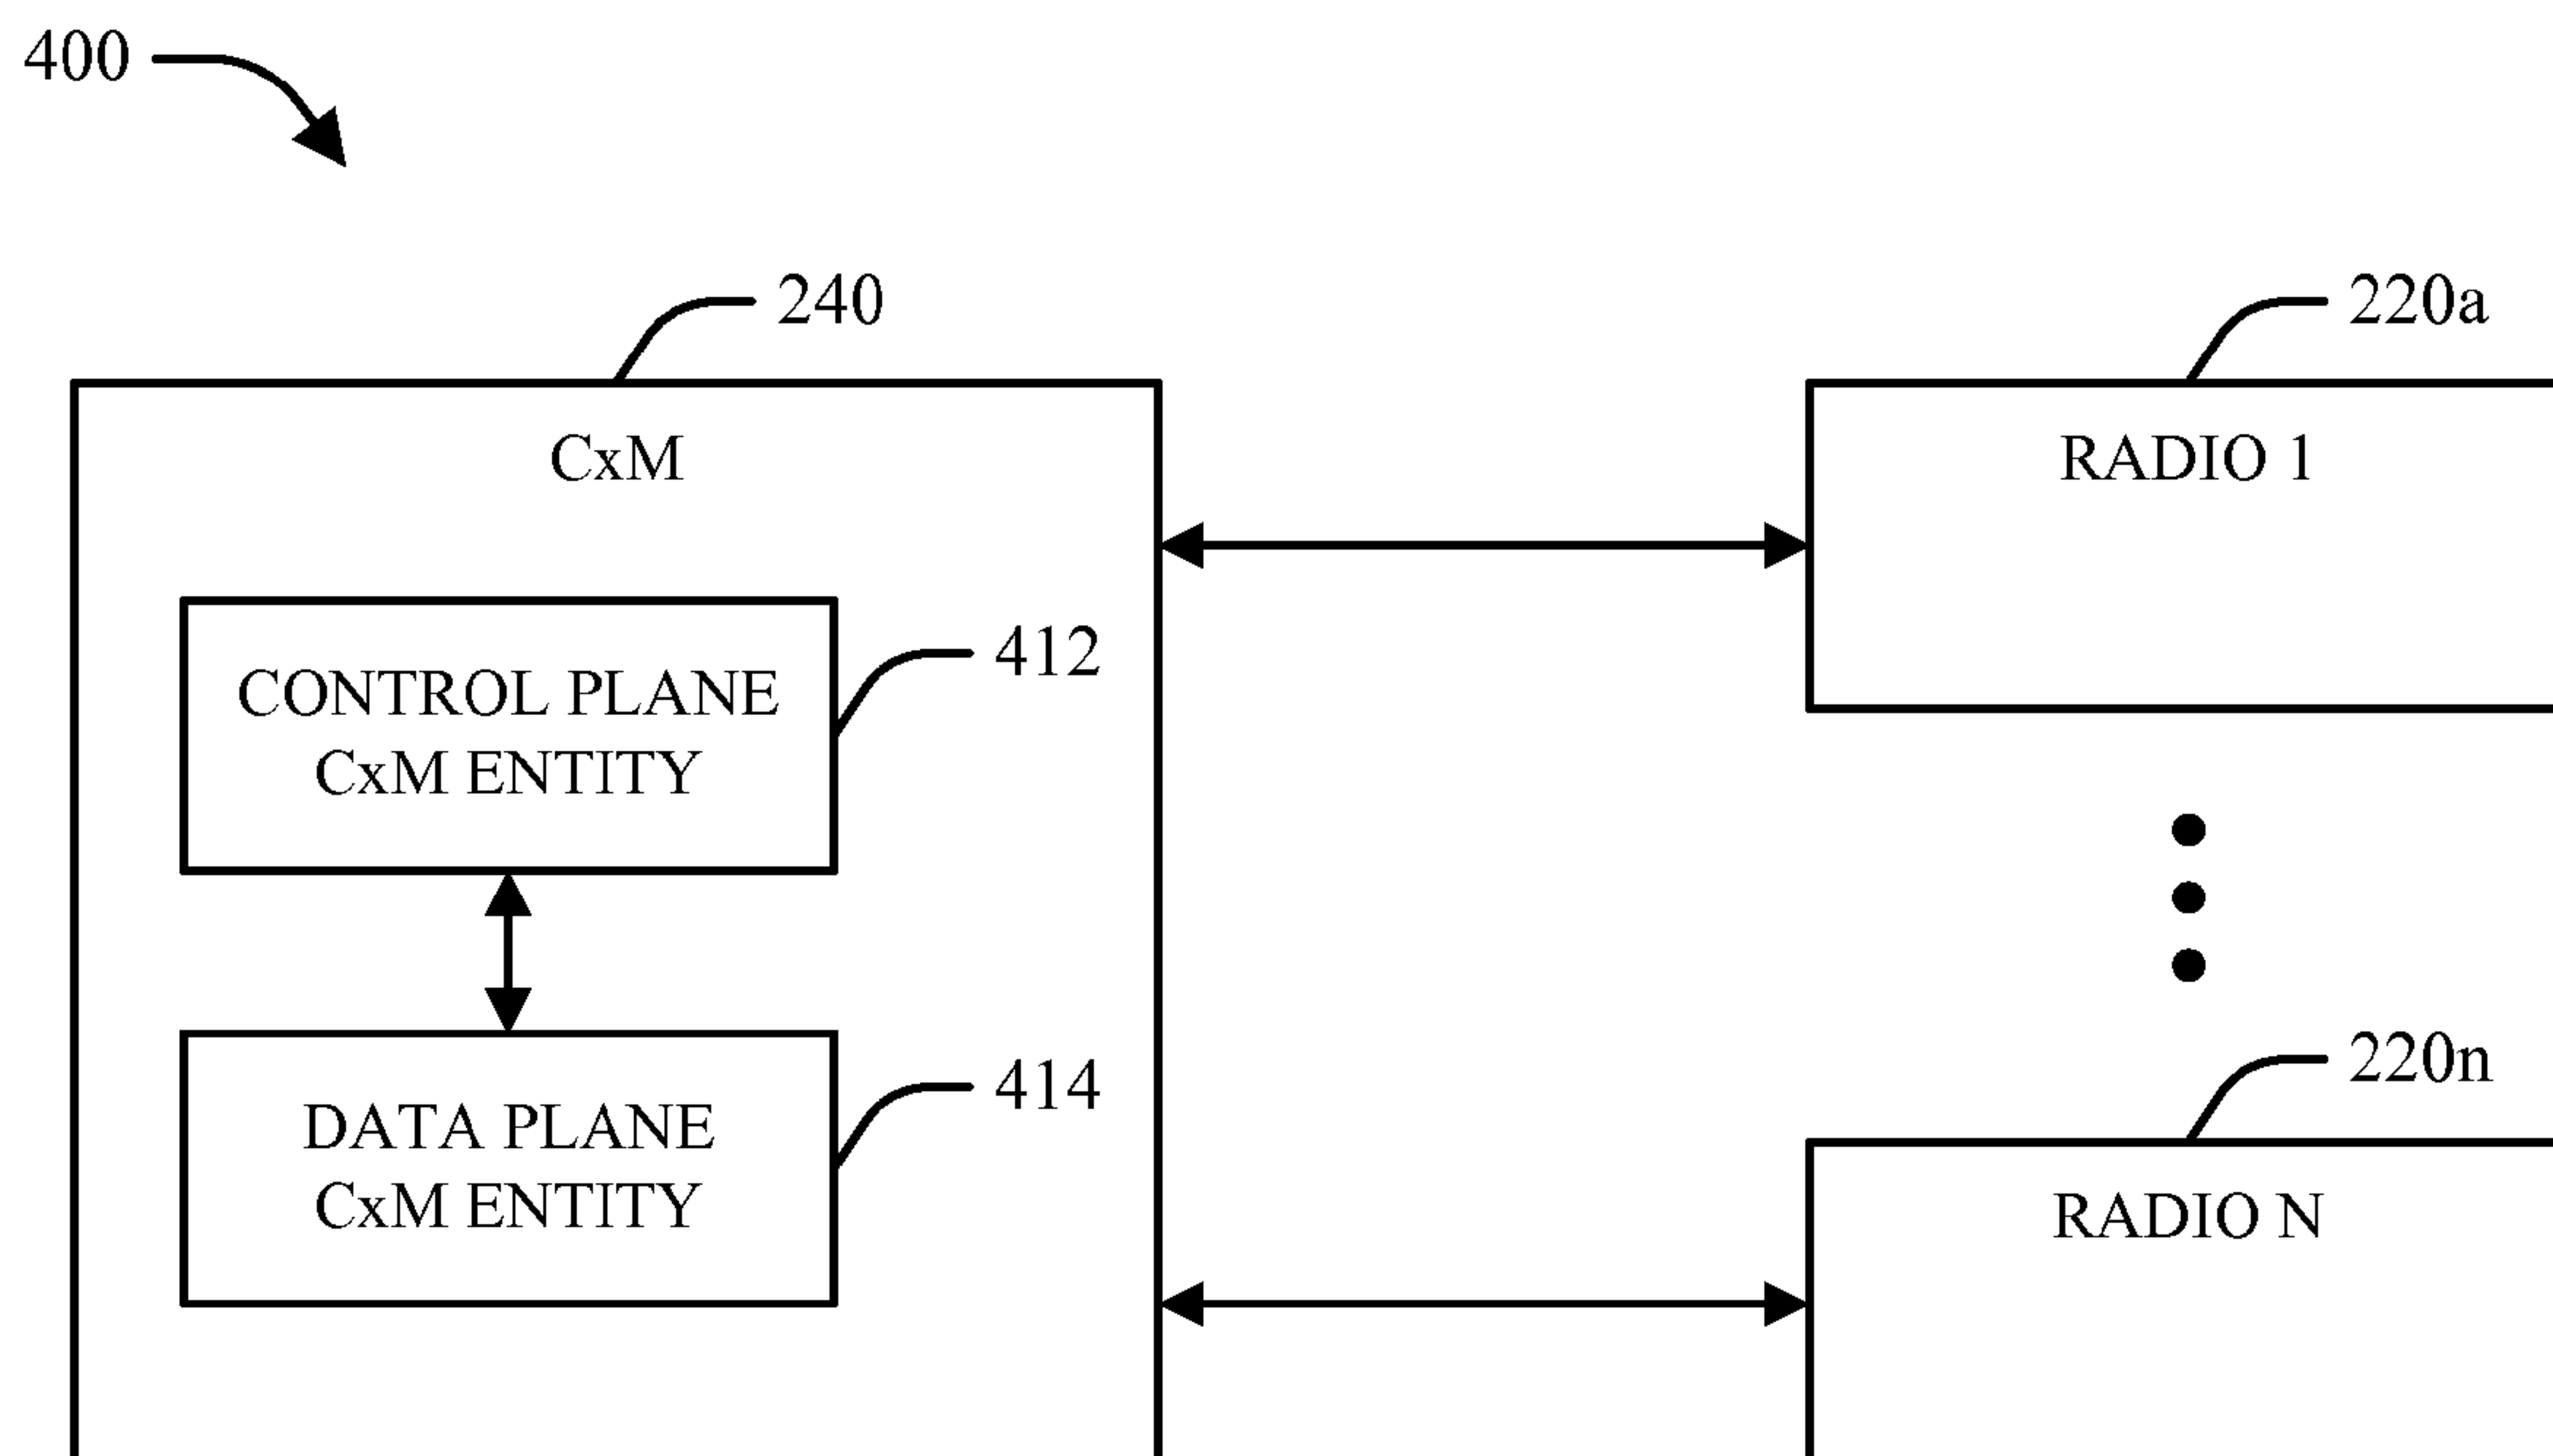 400
240
220a
CxM
RADIO 1
CONTROL PLANE
CxM ENTITY
412
DATA PLANE
CxM ENTITY
414
220n
RADIO N